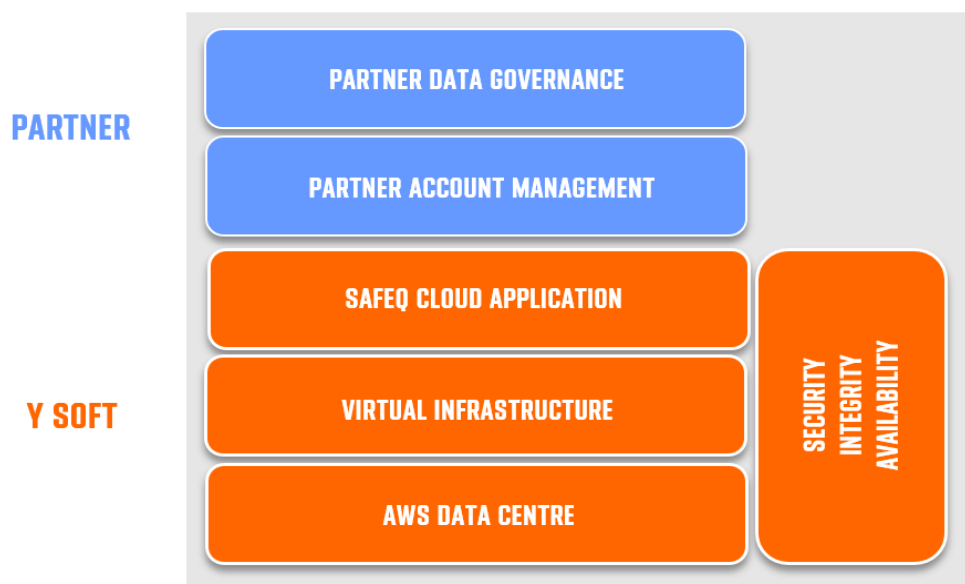 PARTNER DATA GOVERNANCE
PARTNER
PARTNER ACCOUNT MANAGEMENT
SAFEQ CLOUD APPLICATION
Y SOFT
VIRTUAL INFRASTRUCTURE
AWS DATA CENTRE
SECURITY
INTEGRITY
AVAILABILITY